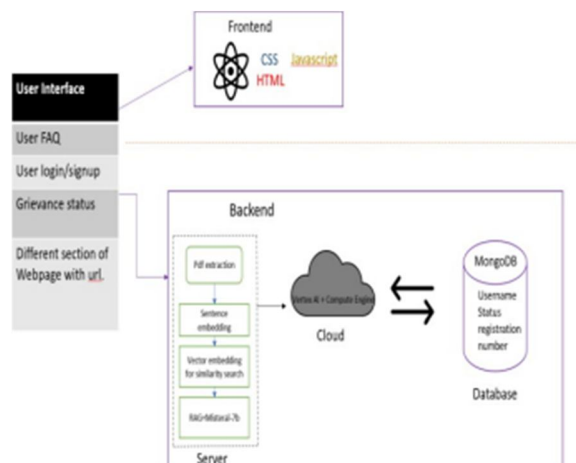 Frontend
CSS Javascript
HTML
User Interface
User FAQ
User login/signup
Grievance status
Different section of
Webpage with url.
Backend
Pdf extraction
Sentence
embedding
Vector embedding
for similarity search
RAG+Misteral-7b
Server
Vertex AI + Compute Engine
Cloud
MongoDB
Username
Status
registration
number
Database